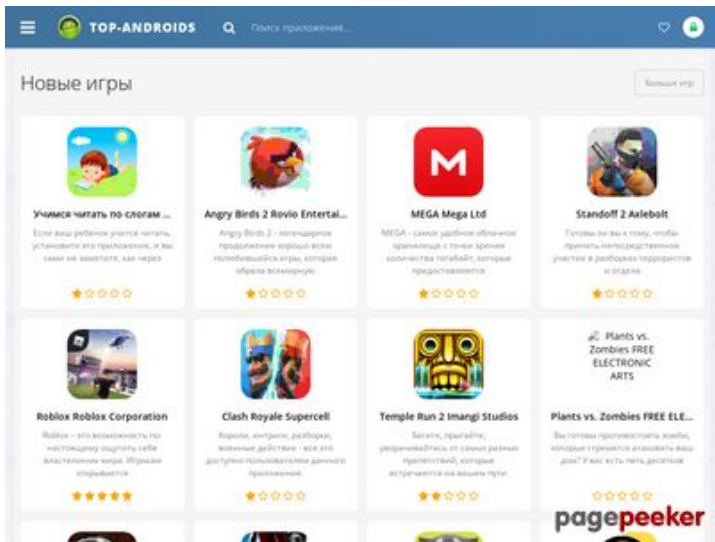 TOP-ANDROIDS
Поиск приложения...
Новые игры
Больше игр
Учимся читать по слогам ...
Если ваш ребенок учится читать,
установите это приложение, и вы
сами не заметите, как через
Angry Birds 2 Rovio Entertai...
Angry Birds 2 - легендарное
продолжение хорошо всем
полюбившейся игры, которая
обрела всемирную
M
MEGA Mega Ltd
MEGA - самое удобное облачное
хранилище с точки зрения
количества гигабайт, которые
предоставляются
Standoff 2 Axlebolt
Готовы ли вы к тому, чтобы
принять непосредственное
участие в разборках террористов
и отдела
Roblox Roblox Corporation
Roblox – это возможность по-
настоящему ощутить себя
властелином мира. Игрокам
открывается
Clash Royale Supercell
Короли, интриги, разборки,
военные действие - все это
доступно пользователям данного
приложения.
Temple Run 2 Imangi Studios
Бегите, прыгайте,
уворачивайтесь от самых разных
препятствий, которые
встречаются на вашем пути.
Plants vs.
Zombies FREE
ELECTRONIC
ARTS
Plants vs. Zombies FREE ELE...
Вы готовы противостоять зомби,
которые стремятся атаковать ваш
дом? У вас есть пять десятков
pagepeeker